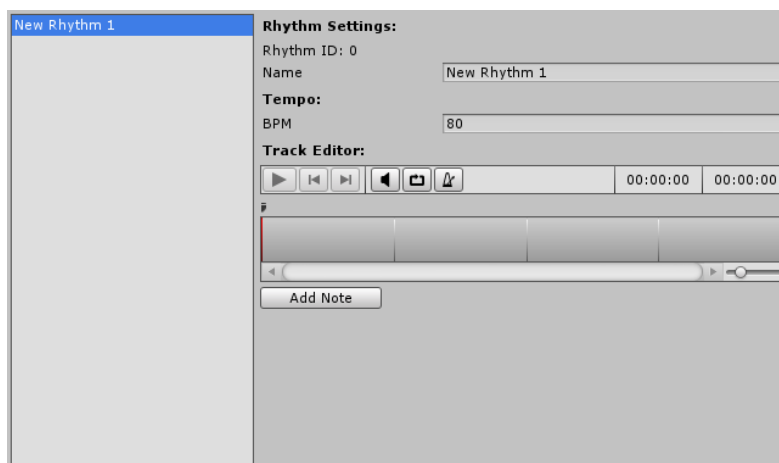 New Rhythm 1
Rhythm Settings:
Rhythm ID: 0
Name New Rhythm 1
Tempo:
BPM 80
Track Editor:
00:00:00 00:00:00
Add Note